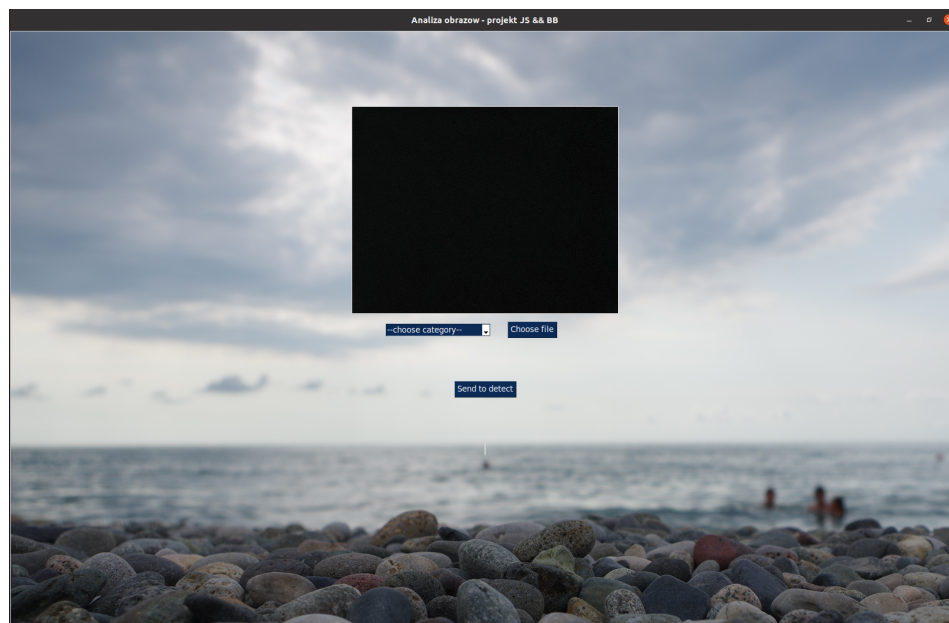 Analiza obrazow - projekt JS && BB
--choose category--
Choose file
Send to detect